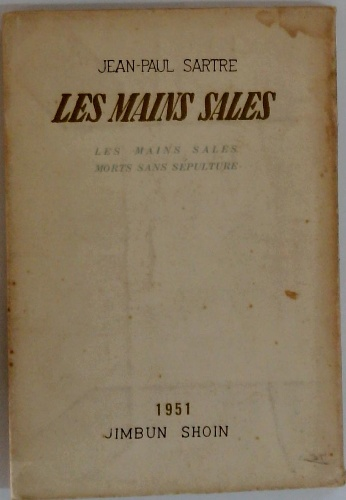 JEAN-PAUL SARTRE
LES MAINS SALES
LES MAINS SALES
MORTS SANS SÉPULTURE
1951
JIMBUN SHOIN